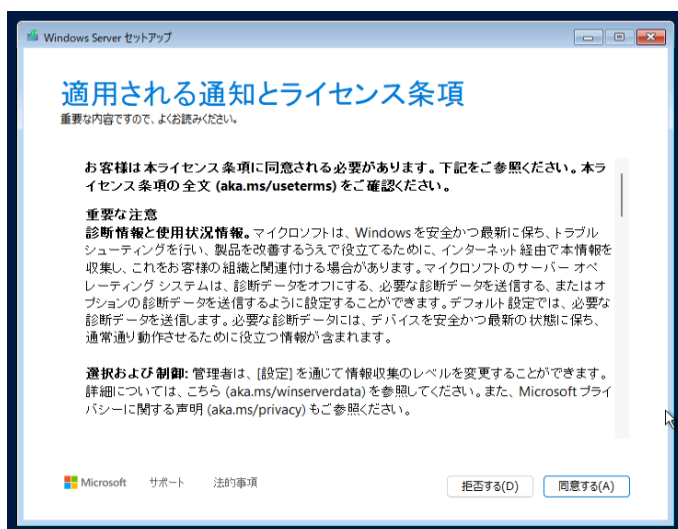 Windows Server セットアップ
適用される通知とライセンス条項
重要な内容ですので、よくお読みください。
お客様は本ライセンス条項に同意される必要があります。下記をご参照ください。本ラ
イセンス条項の全文 (aka.ms/useterms) をご確認ください。
重要な注意
診断情報と使用状況情報。マイクロソフトは、Windows を安全かつ最新に保ち、トラブル
シューティングを行い、製品を改善するうえで役立てるために、インターネット経由で本情報を
収集し、これをお客様の組織と関連付ける場合があります。マイクロソフトのサーバー オペ
レーティング システムは、診断データをオフにする、必要な診断データを送信する、またはオ
プションの診断データを送信するように設定することができます。デフォルト設定では、必要な
診断データを送信します。必要な診断データには、デバイスを安全かつ最新の状態に保ち、
通常通り動作させるために役立つ情報が含まれます。
選択および制御: 管理者は、[設定] を通じて情報収集のレベルを変更することができます。
詳細については、こちら (aka.ms/winserverdata) を参照してください。また、Microsoft プライ
バシーに関する声明 (aka.ms/privacy) もご参照ください。
Microsoft サポート 法的事項
拒否する(D) 同意する(A)